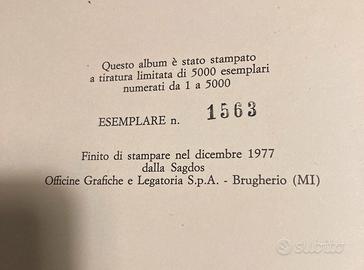 Questo album è stato stampato
a tiratura limitata di 5000 esemplari
numerati da 1 a 5000
ESEMPLARE n. 1563
Finito di stampare nel dicembre 1977
dalla Sagdos
Officine Grafiche e Legatoria S.p.A. - Brugherio (MI)
subito.it